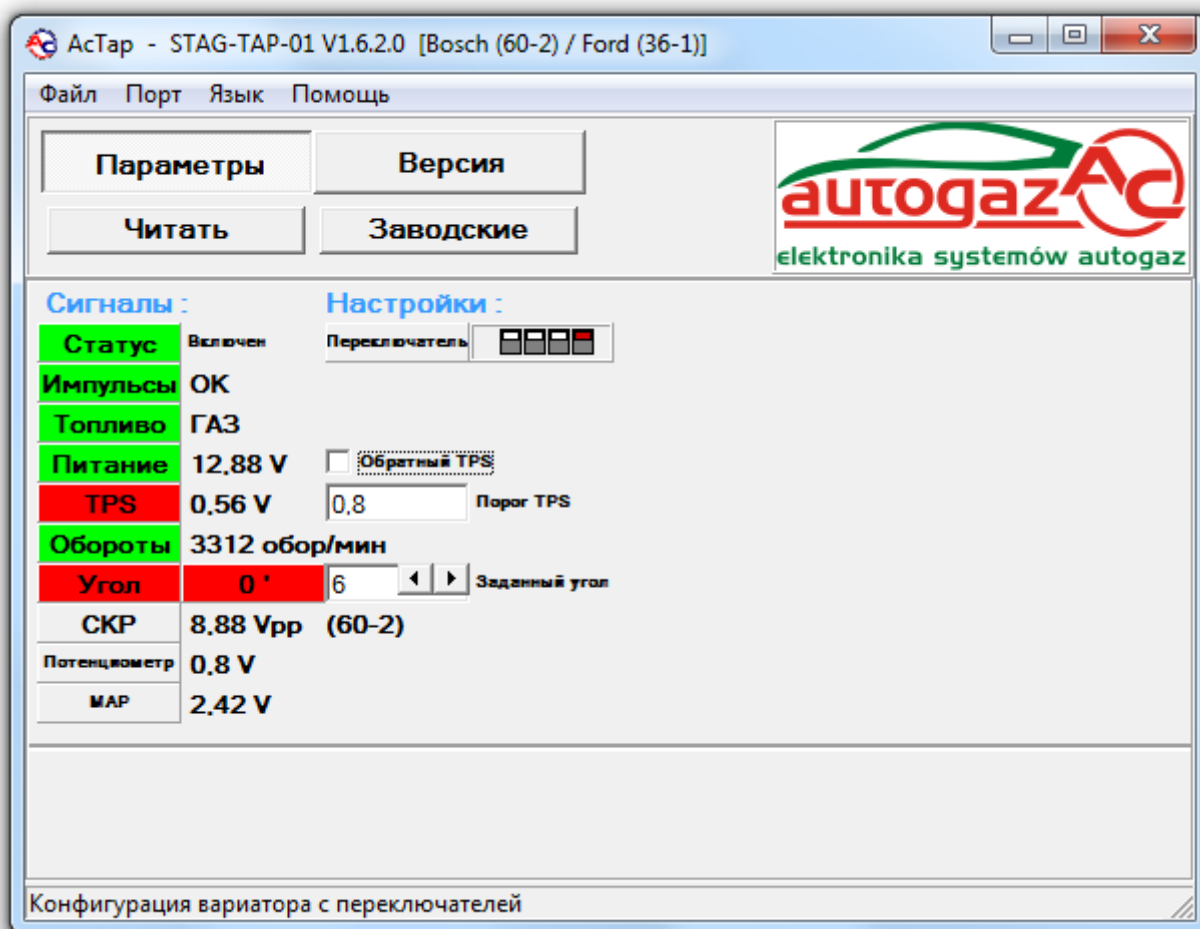 AcTap - STAG-TAP-01 V1.6.2.0 [Bosch (60-2) / Ford (36-1)]
Файл Порт Язык Помощь
Параметры Версия
Читать Заводские
autogaz AC
elektronika systemów autogaz
Сигналы : Настройки :
Статус Включен Переключатель
Импульсы ОК
Топливо ГАЗ
Питание 12,88 V Обратный TPS
TPS 0,56 V 0,8 Порог TPS
Обороты 3312 обор/мин
Угол 0 ' 6 Заданный угол
СКР 8,88 Vpp (60-2)
Потенциометр 0,8 V
MAP 2,42 V
Конфигурация вариатора с переключателей